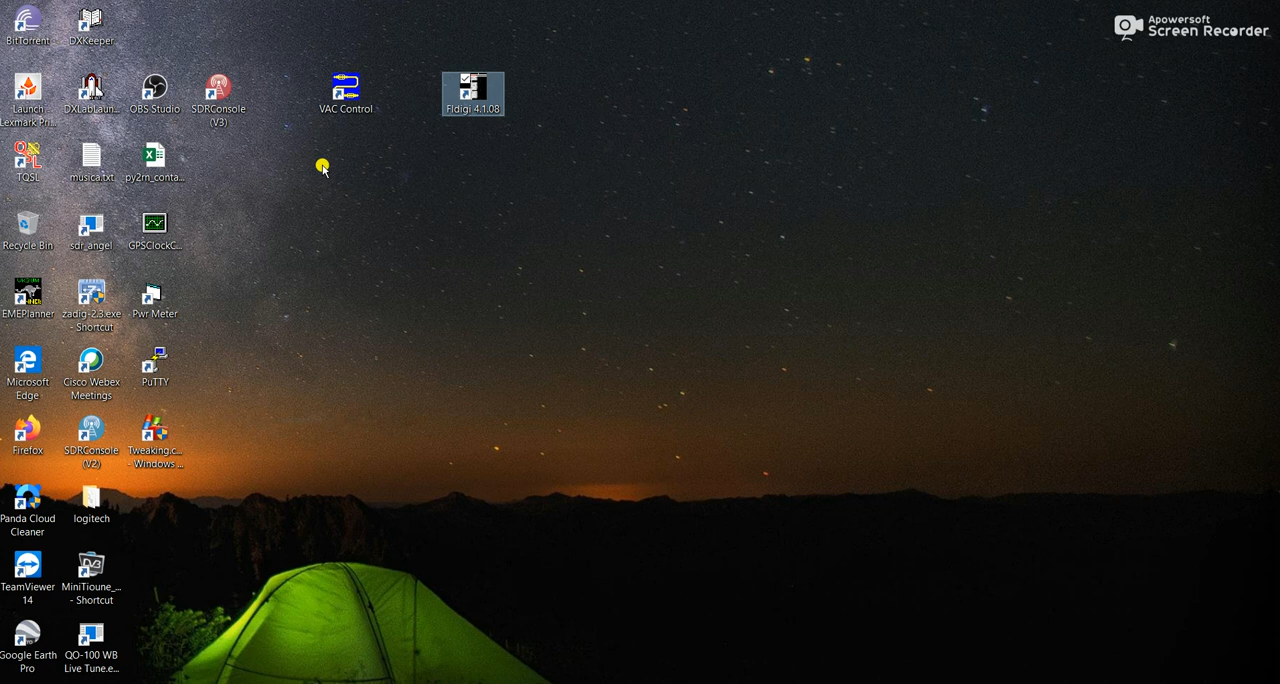 Apowersoft
Screen Recorder
BitTorrent
DXKeeper
Launch
Lexmark Pri...
DXLabLaun...
OBS Studio
SDRConsole
(V3)
VAC Control
Fldigi 4.1.08
TQSL
musica.txt
py2rn_conta...
Recycle Bin
sdr_angel
GPSClockC...
EMEPlanner
zadig-2.3.exe
- Shortcut
Pwr Meter
Microsoft
Edge
Cisco Webex
Meetings
PuTTY
Firefox
SDRConsole
(V2)
Tweaking.c...
- Windows ...
Panda Cloud
Cleaner
logitech
TeamViewer
14
MiniTioune_...
- Shortcut
Google Earth
Pro
QO-100 WB
Live Tune.e...